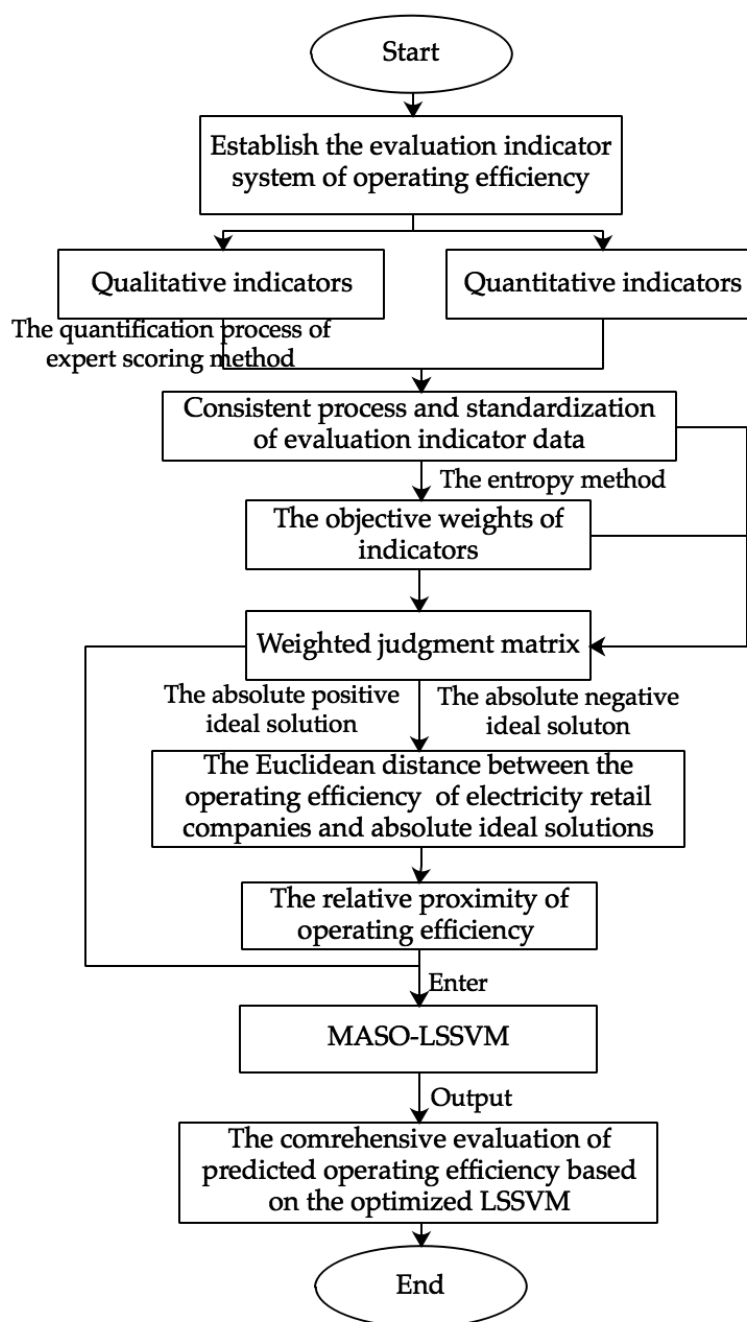 Start
Establish the evaluation indicator
system of operating efficiency
Qualitative indicators
Quantitative indicators
The quantification process of
expert scoring method
Consistent process and standardization
of evaluation indicator data
The entropy method
The objective weights of
indicators
Weighted judgment matrix
The absolute positive
ideal solution
The absolute negative
ideal soluton
The Euclidean distance between the
operating efficiency of electricity retail
companies and absolute ideal solutions
The relative proximity of
operating efficiency
Enter
MASO-LSSVM
Output
The comrehensive evaluation of
predicted operating efficiency based
on the optimized LSSVM
End